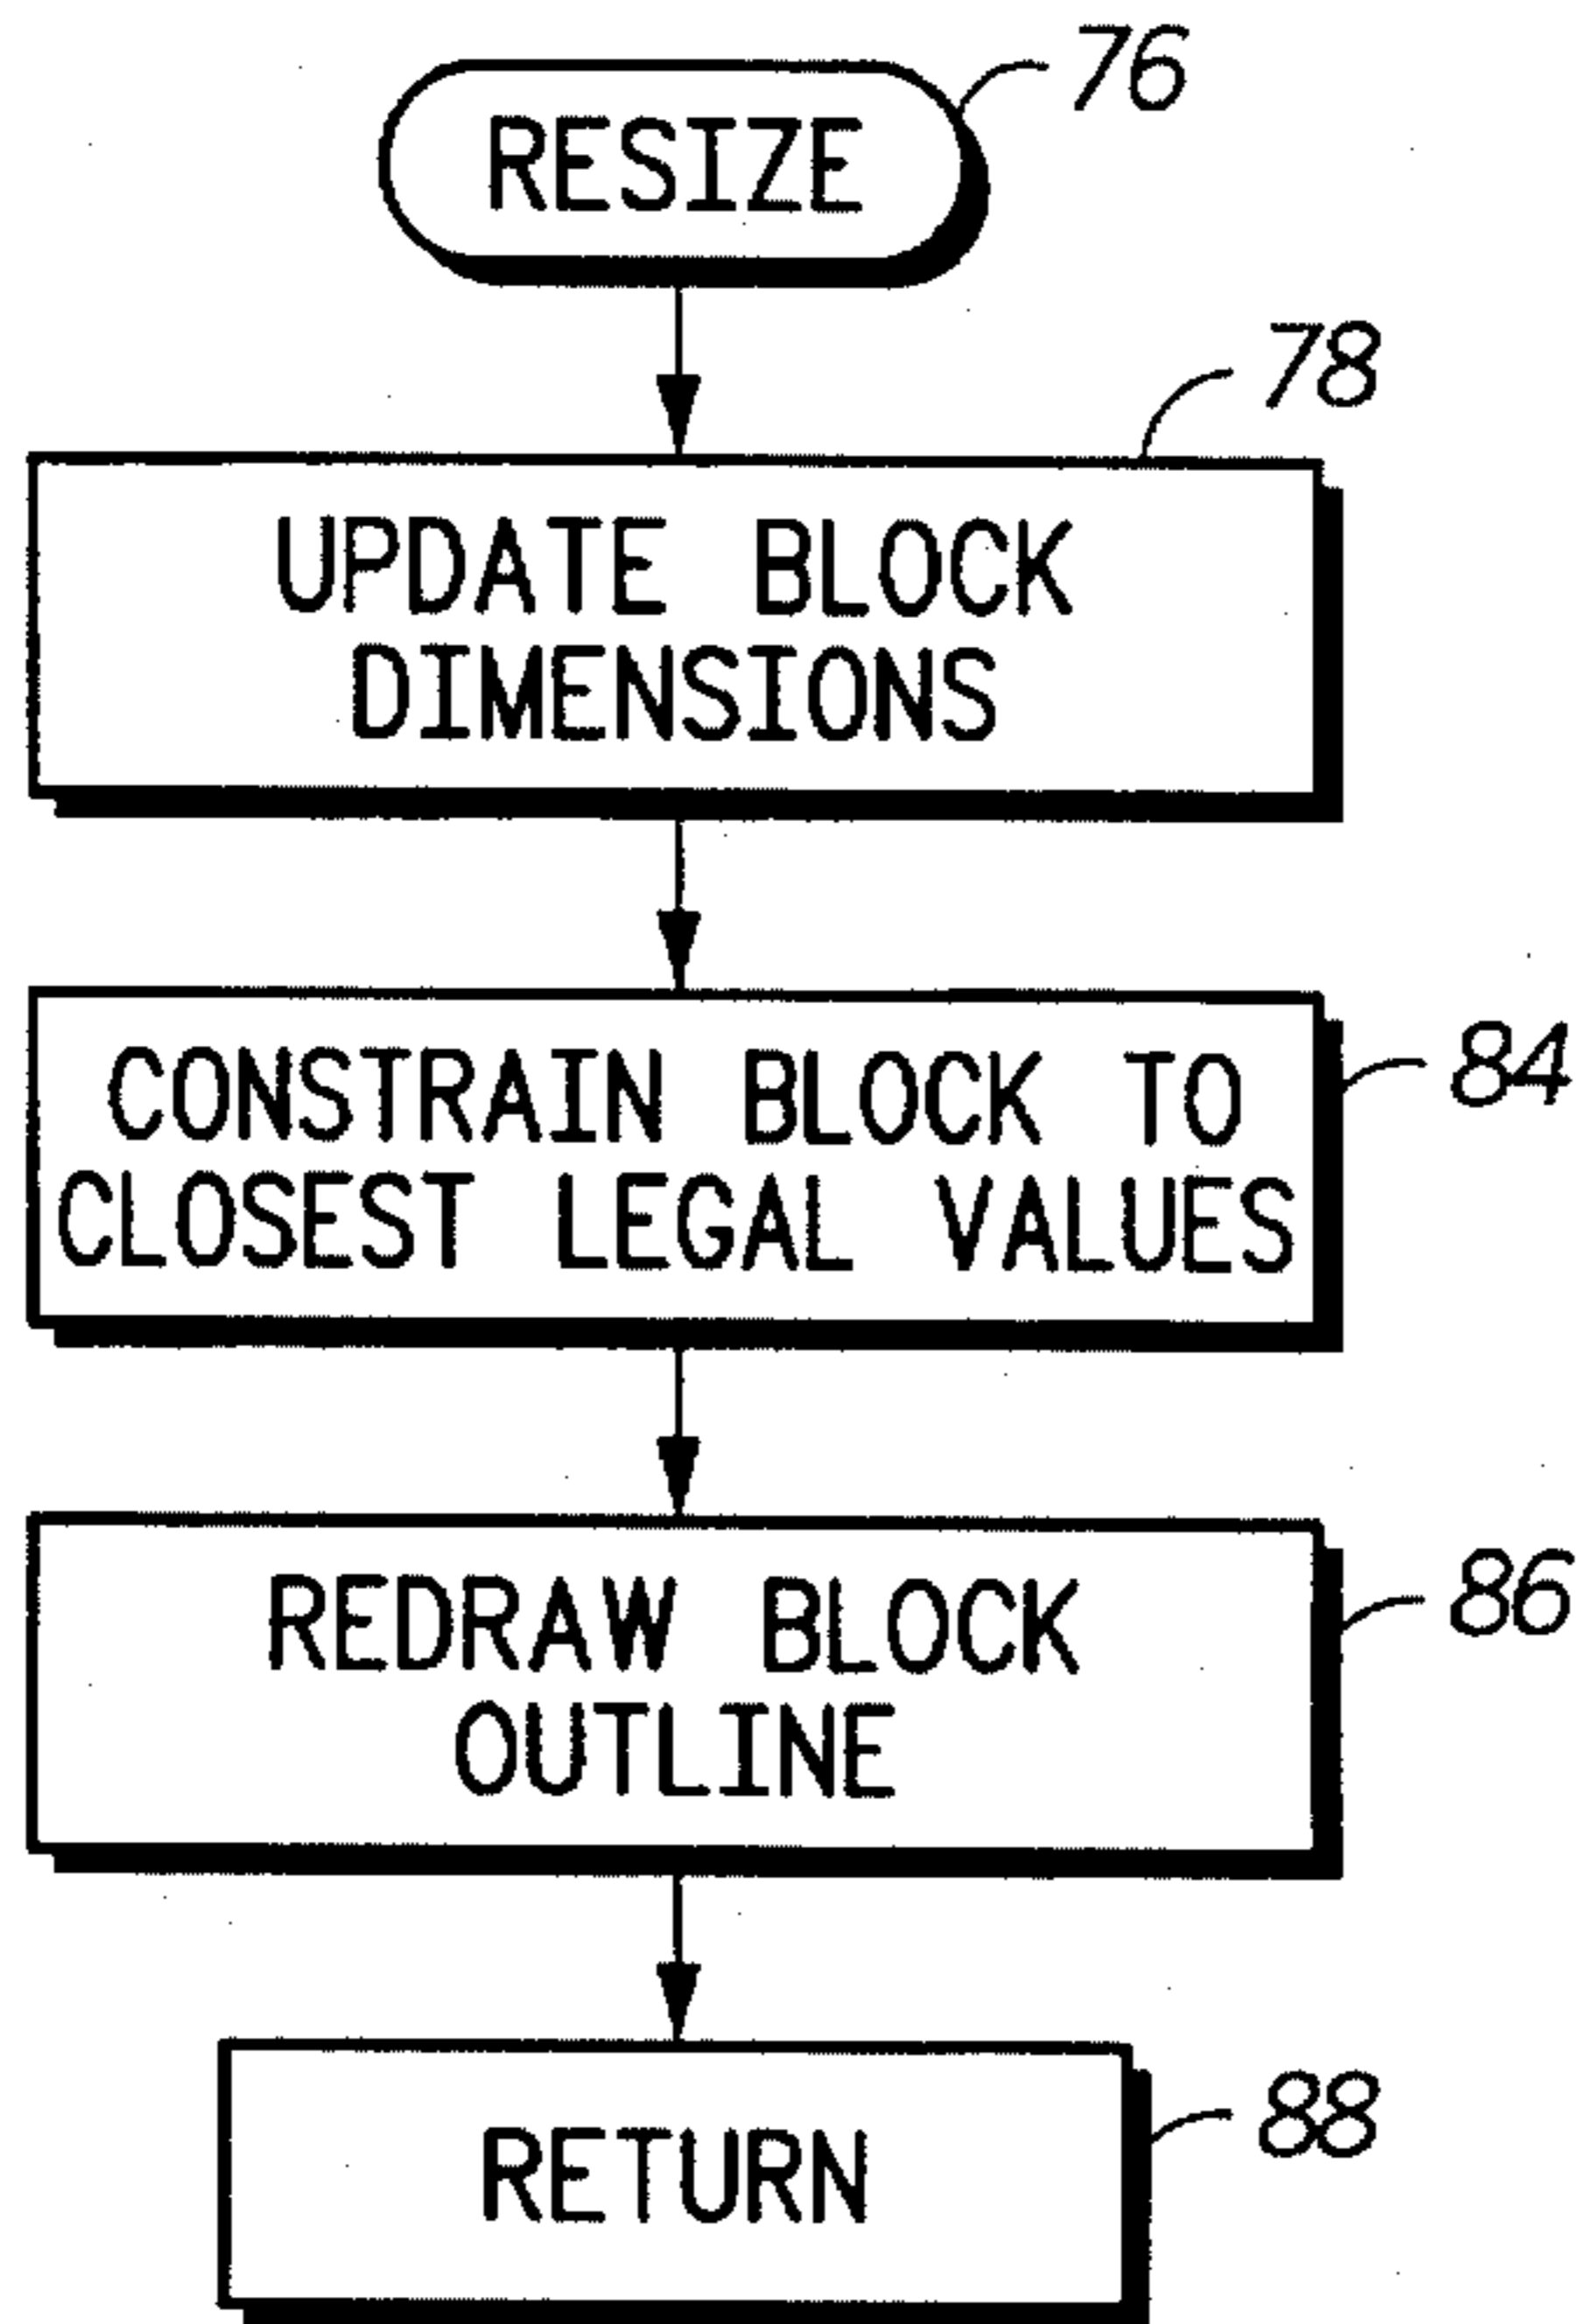 76
RESIZE
78
UPDATE BLOCK
DIMENSIONS
84
CONSTRAIN BLOCK TO
CLOSEST LEGAL VALUES
86
REDRAW BLOCK
OUTLINE
88
RETURN